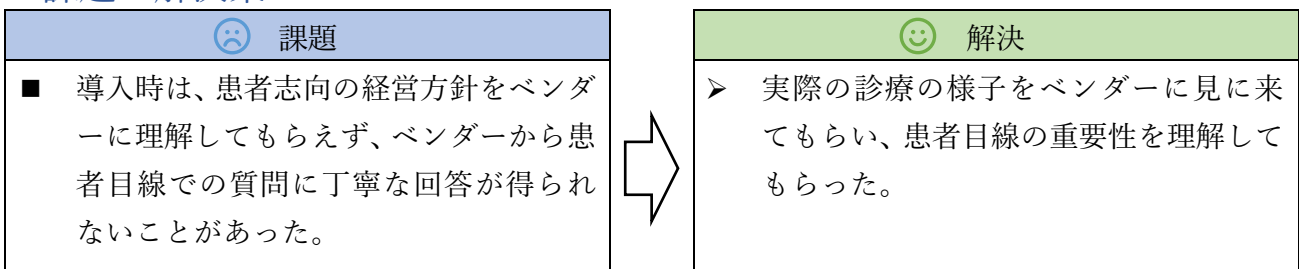 課題
■ 導入時は、患者志向の経営方針をベンダ
ーに理解してもらえず、ベンダーから患
者目線での質問に丁寧な回答が得られ
ないことがあった。
解決
➢ 実際の診療の様子をベンダーに見に来
てもらい、患者目線の重要性を理解して
もらった。